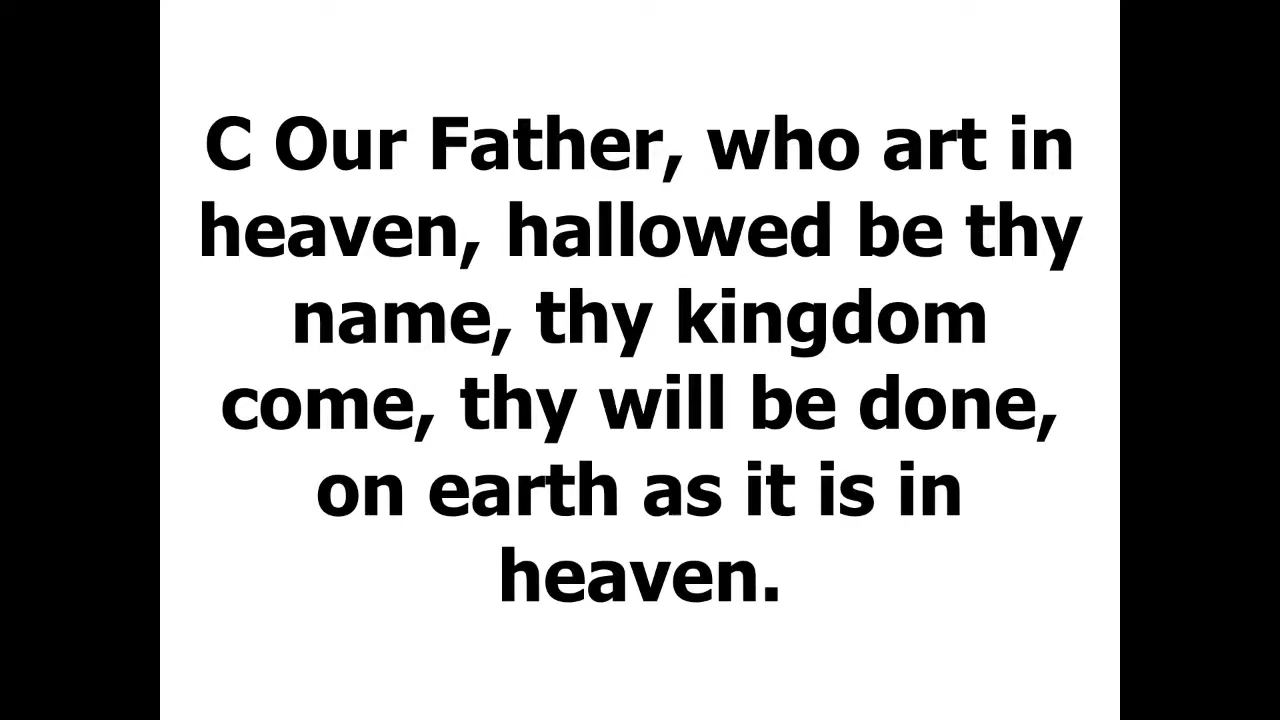 C Our Father, who art in
heaven, hallowed be thy
name, thy kingdom
come, thy will be done,
on earth as it is in
heaven.